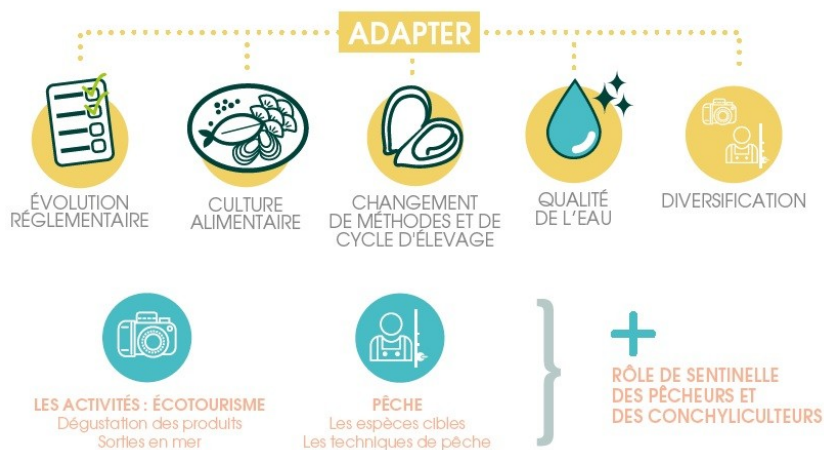 ADAPTER
ÉVOLUTION
RÉGLEMENTAIRE
CULTURE
ALIMENTAIRE
CHANGEMENT
DE MÉTHODES ET DE
CYCLE D'ÉLEVAGE
QUALITÉ
DE L'EAU
DIVERSIFICATION
LES ACTIVITÉS : ÉCOTOURISME
Dégustation des produits
Sorties en mer
PÊCHE
Les espèces cibles
Les techniques de pêche
RÔLE DE SENTINELLE
DES PÊCHEURS ET
DES CONCHYLICULTEURS